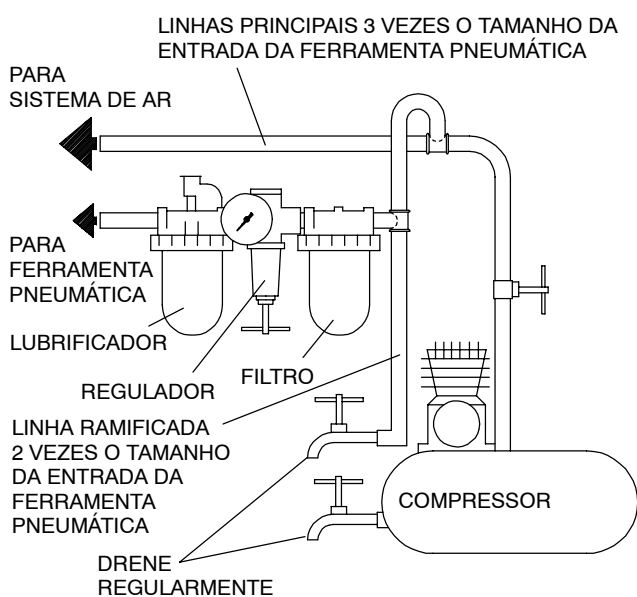 LINHAS PRINCIPAIS 3 VEZES O TAMANHO DA
ENTRADA DA FERRAMENTA PNEUMÁTICA
PARA
SISTEMA DE AR
PARA
FERRAMENTA
PNEUMÁTICA
LUBRIFICADOR
REGULADOR
FILTRO
LINHA RAMIFICADA
2 VEZES O TAMANHO
DA ENTRADA DA
FERRAMENTA
PNEUMÁTICA
COMPRESSOR
DRENE
REGULARMENTE